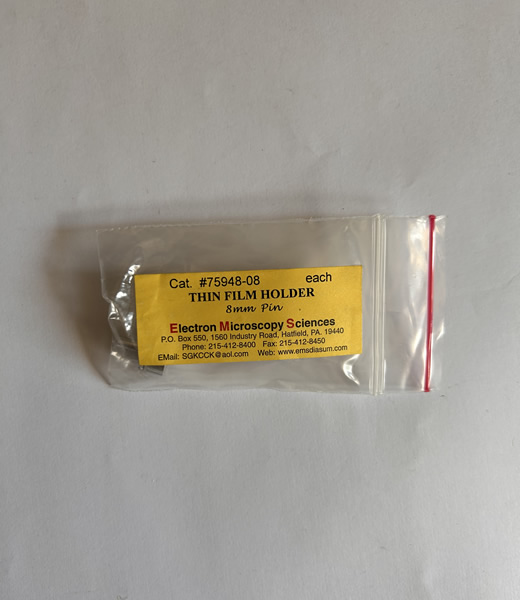 Cat. #75948-08 each
THIN FILM HOLDER
8mm Pin
Electron Microscopy Sciences
P.O. Box 550, 1560 Industry Road, Hatfield, PA. 19440
Phone: 215-412-8400 Fax: 215-412-8450
EMail: SGKCCK@aol.com Web: www.emsdiasum.com